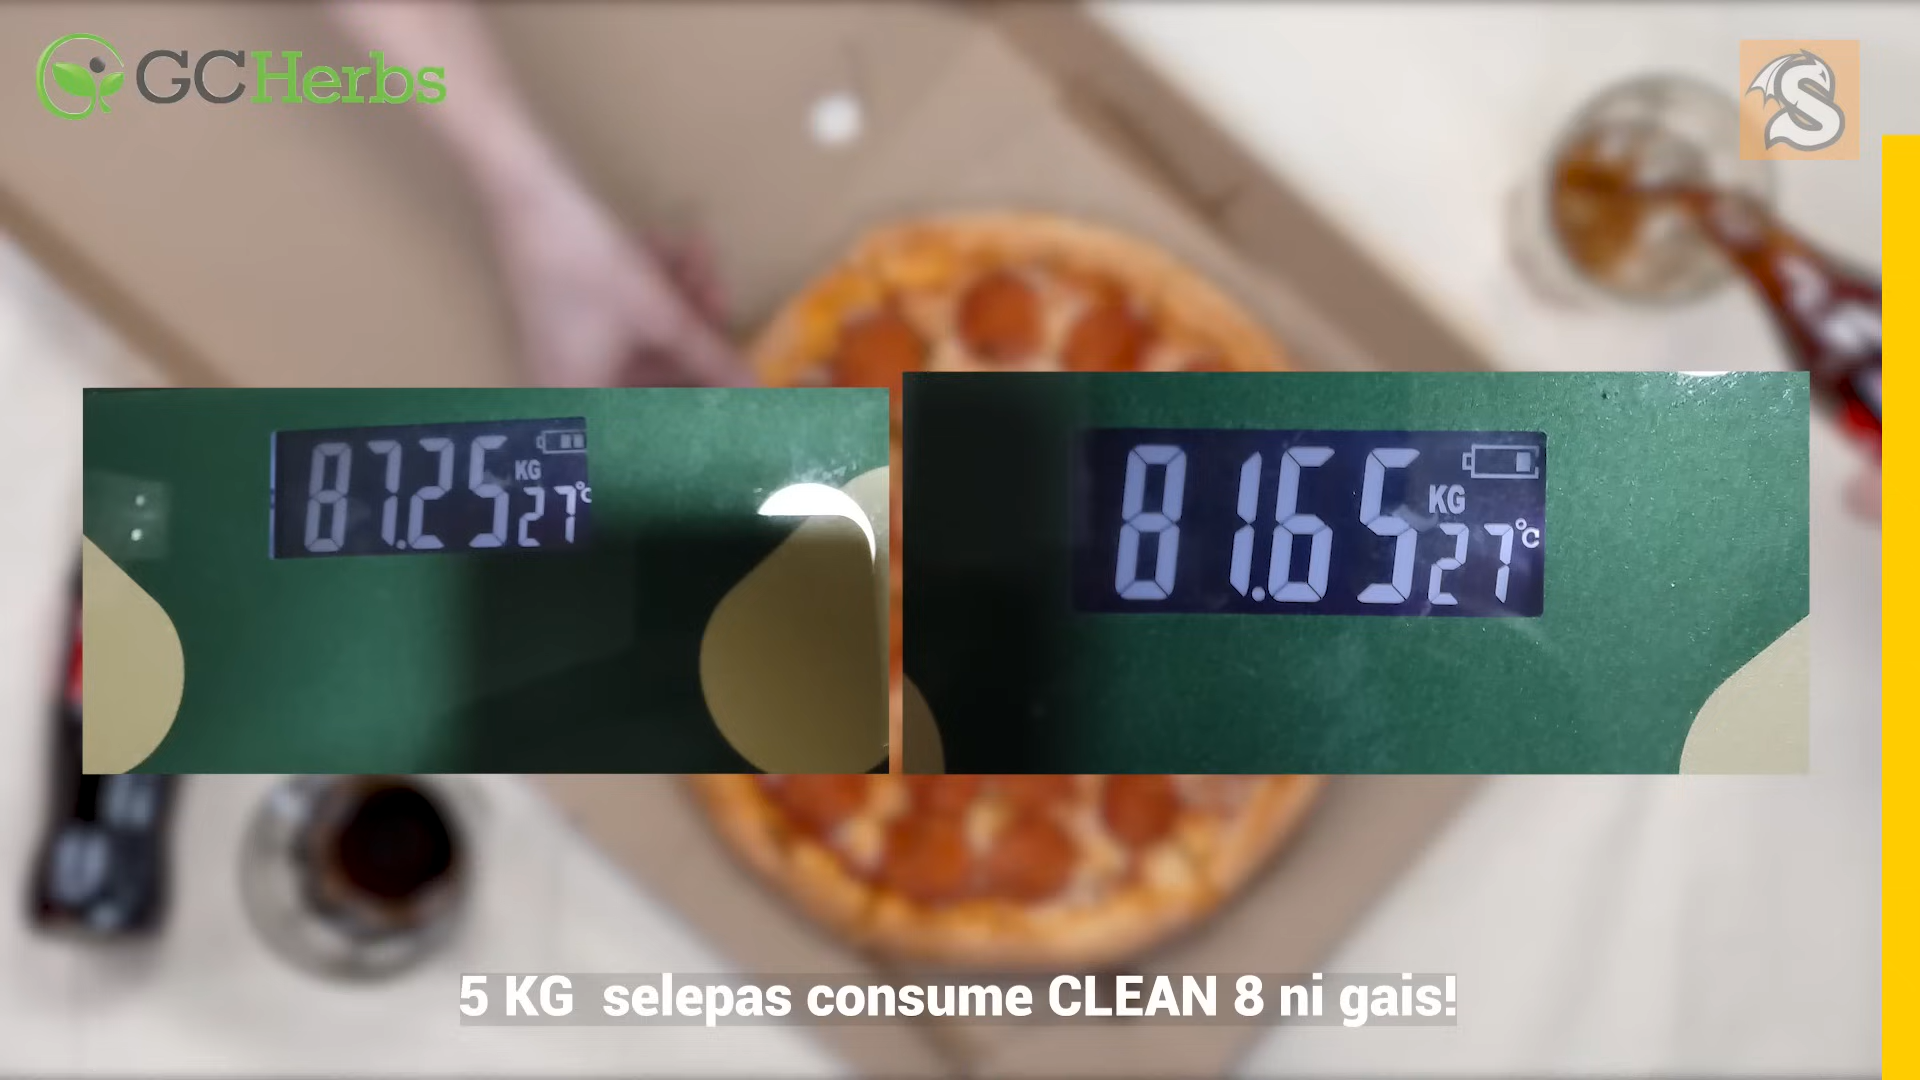 GCHerbs
S
87.25 KG 27°C
81.65 KG 27°C
5 KG  selepas consume CLEAN 8 ni gais!